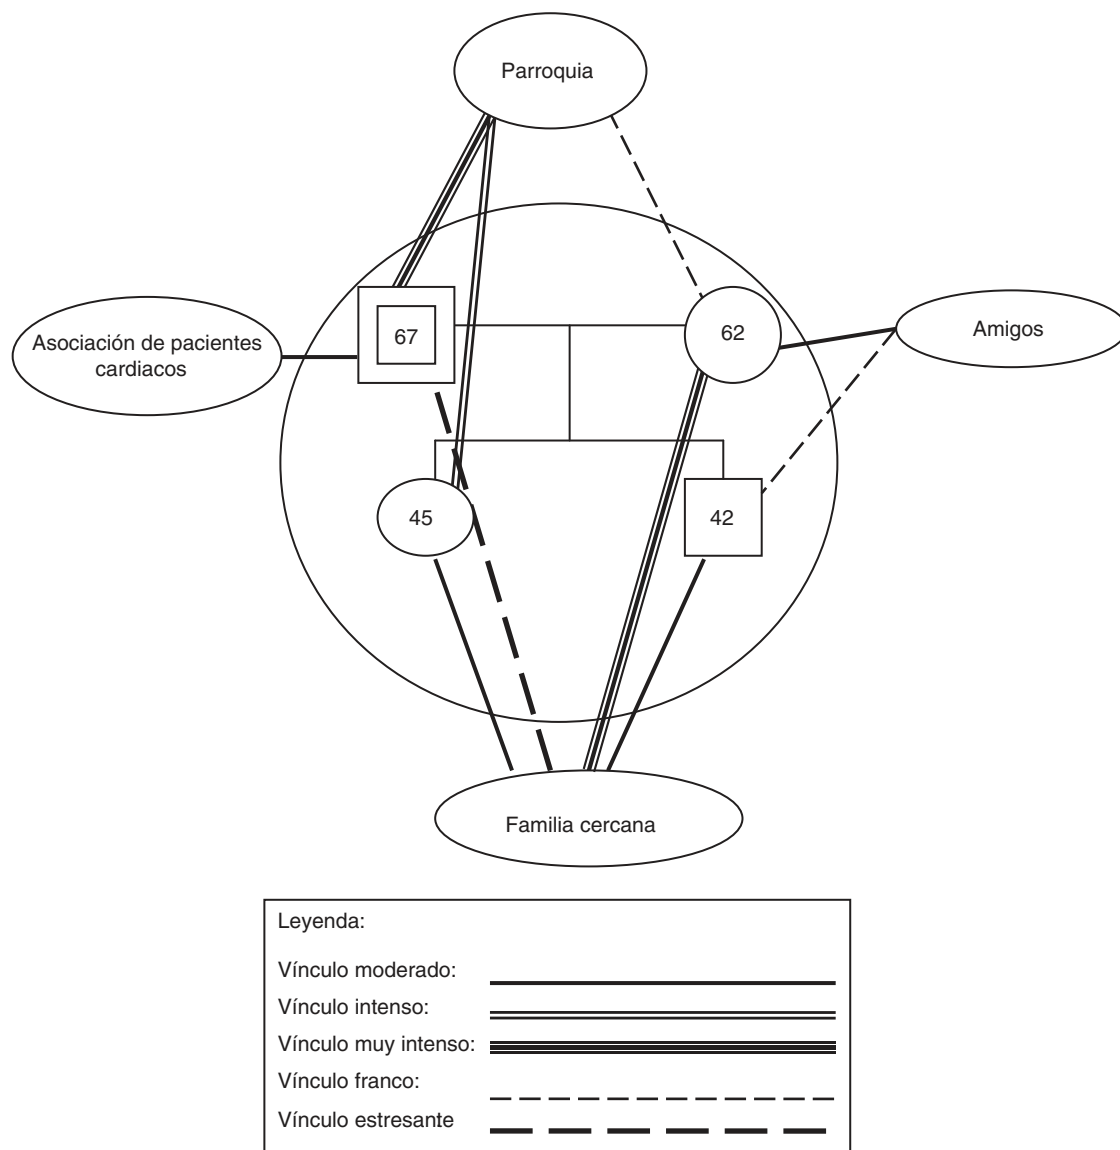 Parroquia
Asociación de pacientes
cardiacos
67
62
Amigos
45
42
Familia cercana
Leyenda:
Vínculo moderado:
Vínculo intenso:
Vínculo muy intenso:
Vínculo franco:
Vínculo estresante